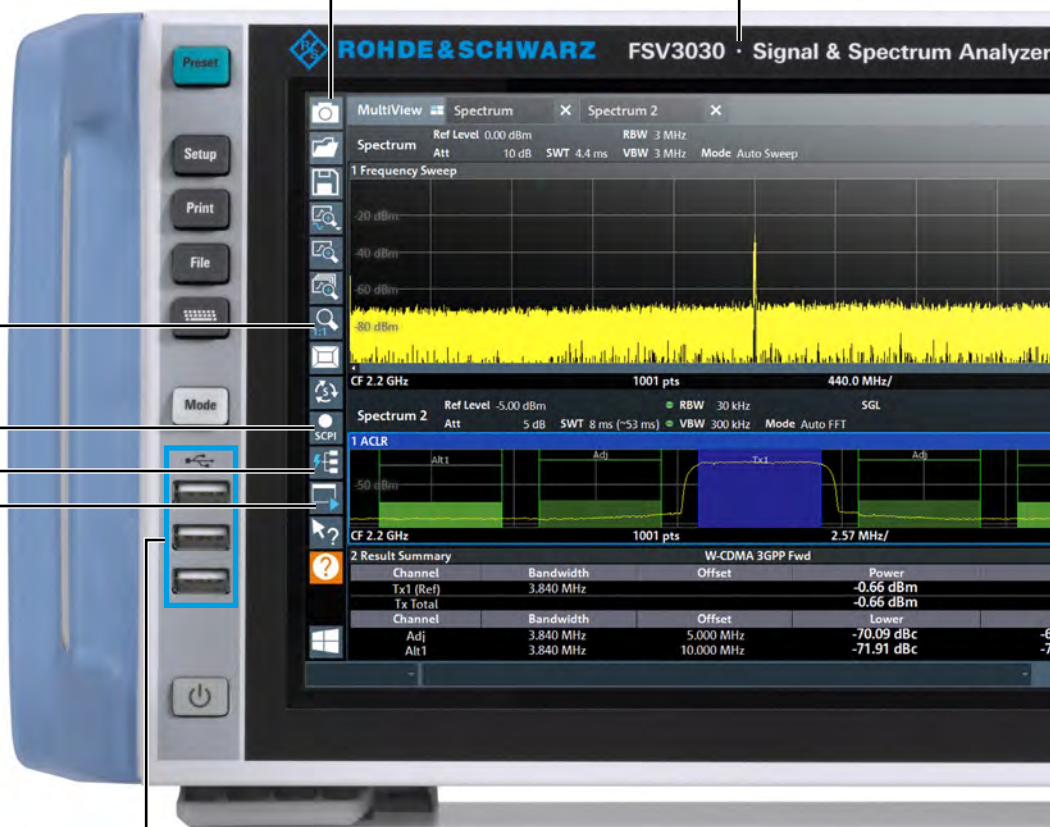 Preset
Setup
Print
File
Mode
ROHDE&SCHWARZ FSV3030 · Signal & Spectrum Analyzer
MultiView Spectrum X Spectrum 2 X
Spectrum Ref Level 0.00 dBm RBW 3 MHz
Att 10 dB SWT 4.4 ms VBW 3 MHz Mode Auto Sweep
1 Frequency Sweep
-20 dBm
-40 dBm
-60 dBm
-80 dBm
1:1
CF 2.2 GHz 1001 pts 440.0 MHz/
Spectrum 2 Ref Level -5.00 dBm RBW 30 kHz SGL
Att 5 dB SWT 8 ms (~53 ms) VBW 300 kHz Mode Auto FFT
SCPI
1 ACLR
Alt1 Adj Tx1 Adj
-50 dBm
CF 2.2 GHz 1001 pts 2.57 MHz/
2 Result Summary W-CDMA 3GPP Fwd
Channel Bandwidth Offset Power
Tx1 (Ref) 3.840 MHz -0.66 dBm
Tx Total -0.66 dBm
Channel Bandwidth Offset Lower
Adj 3.840 MHz 5.000 MHz -70.09 dBc
Alt1 3.840 MHz 10.000 MHz -71.91 dBc